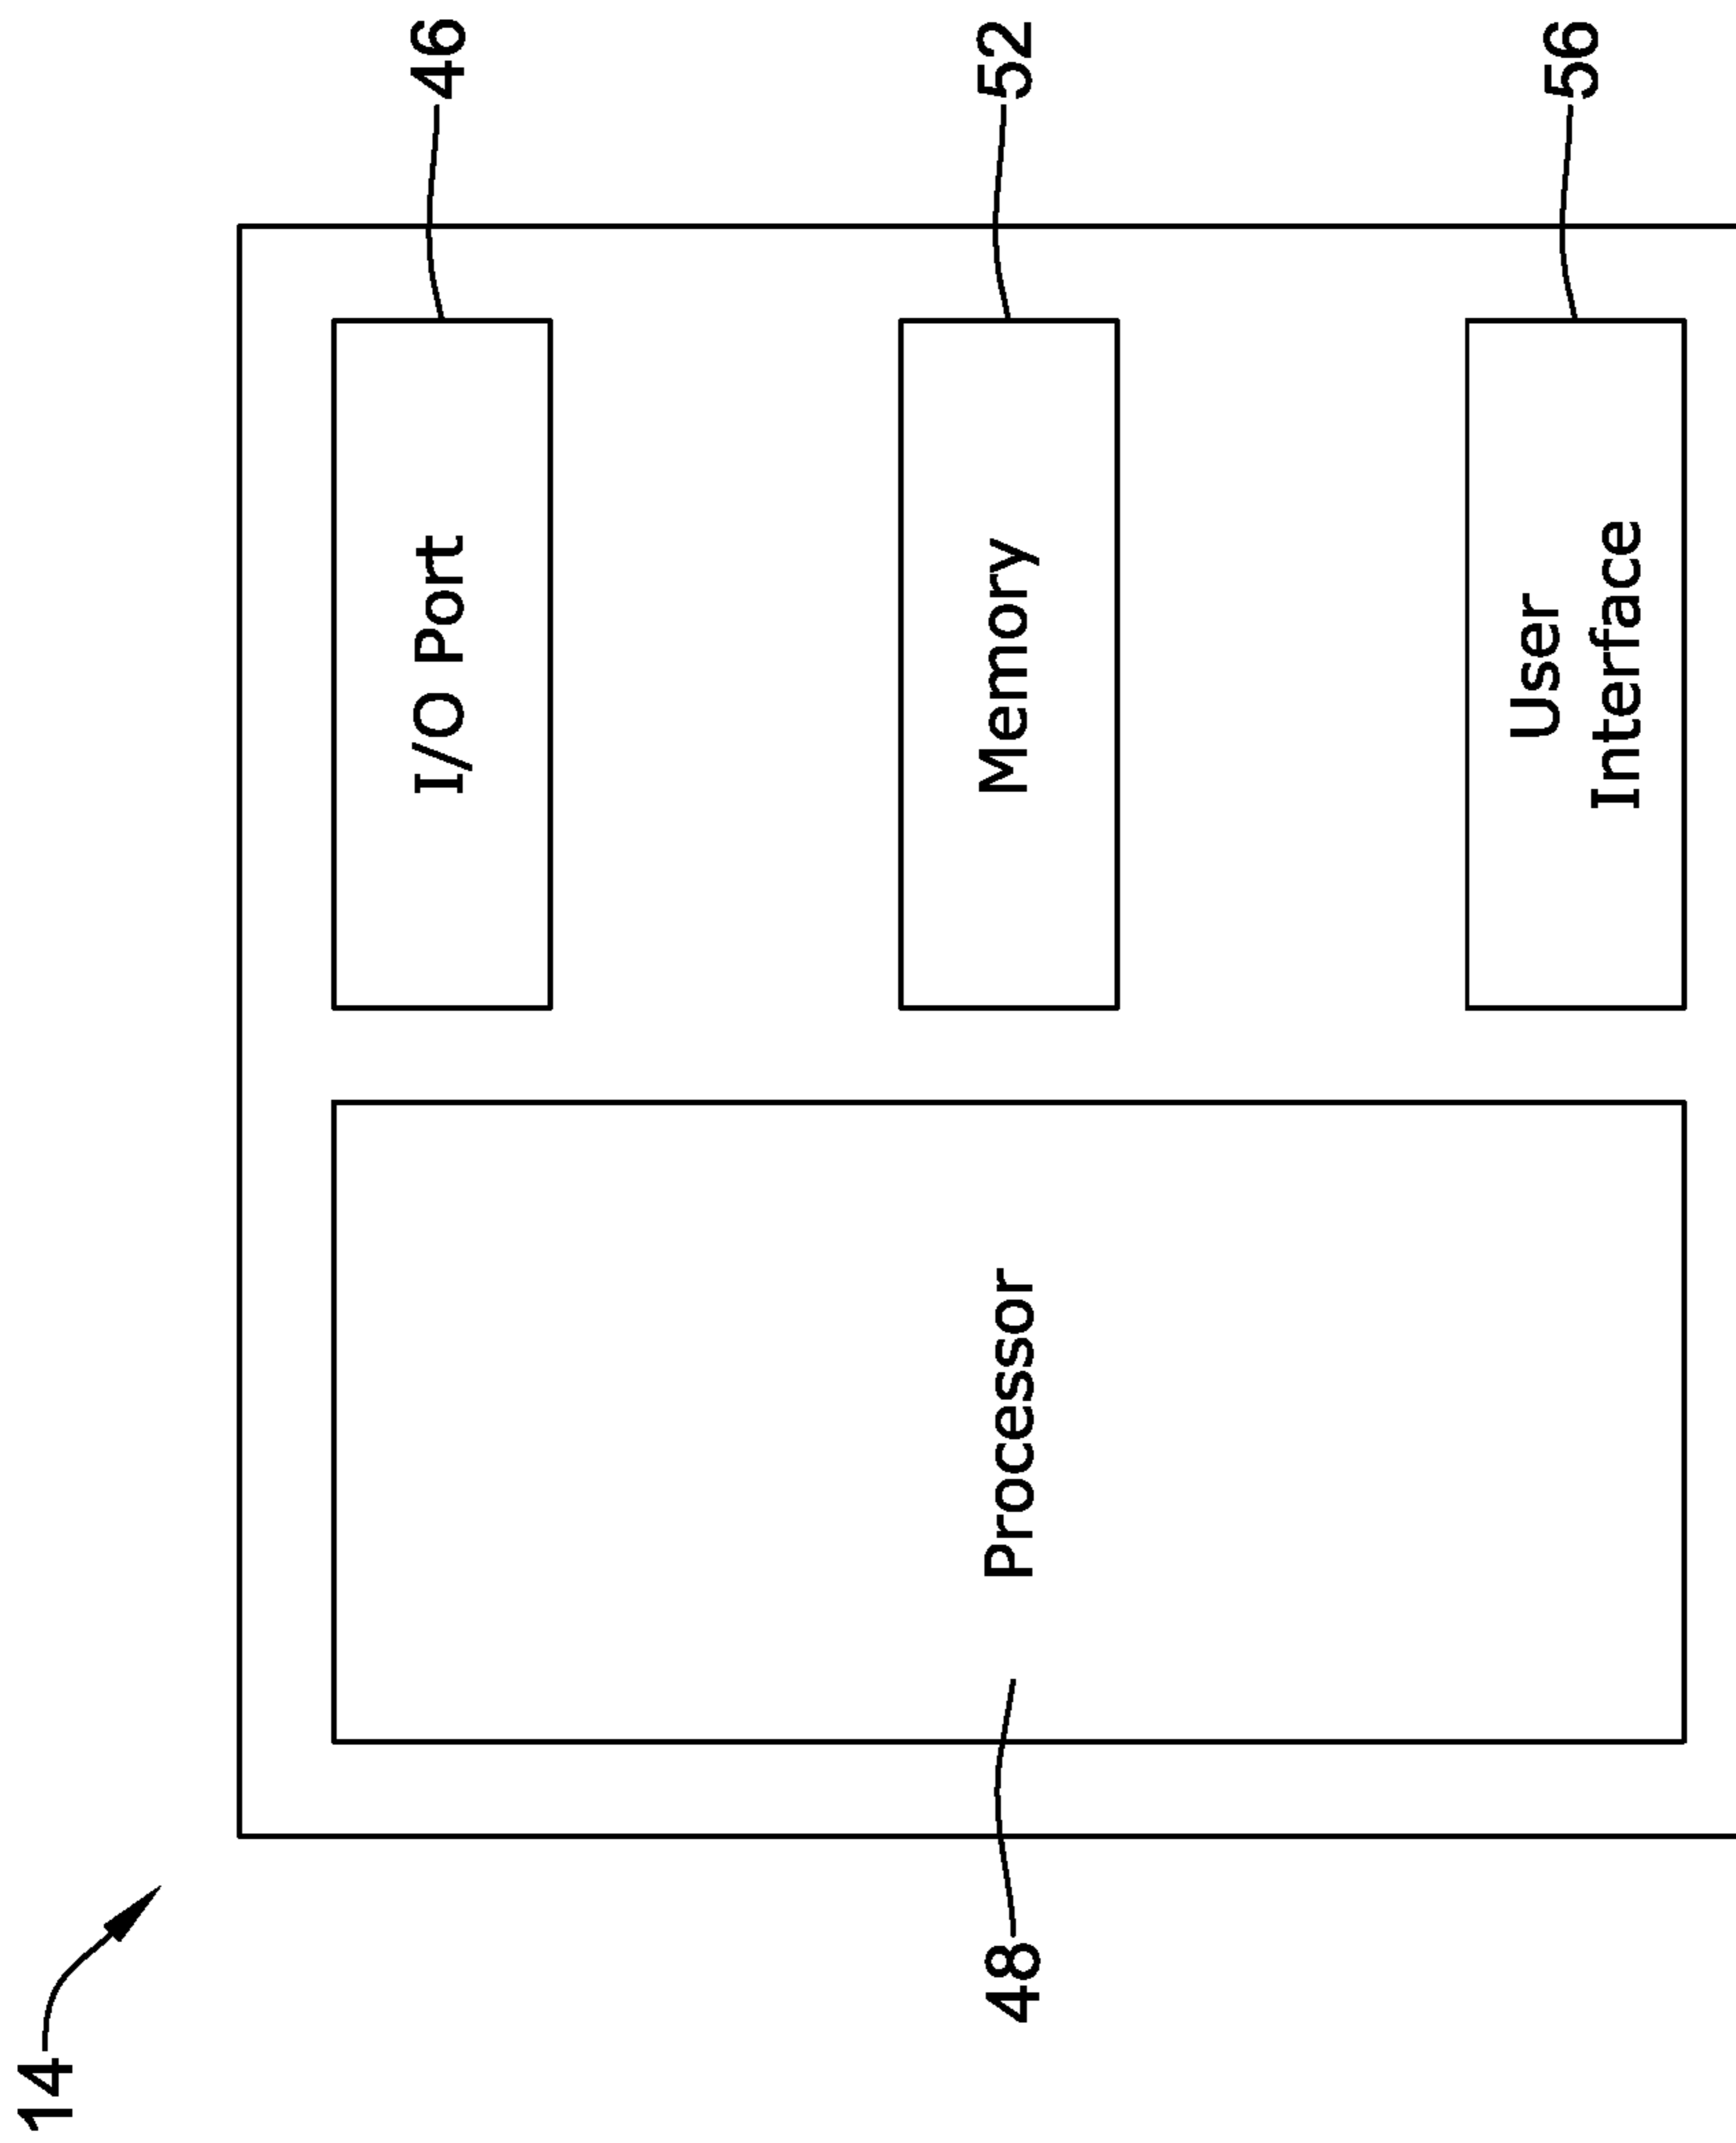 14
48
Processor
I/O Port
46
Memory
52
User
Interface
56